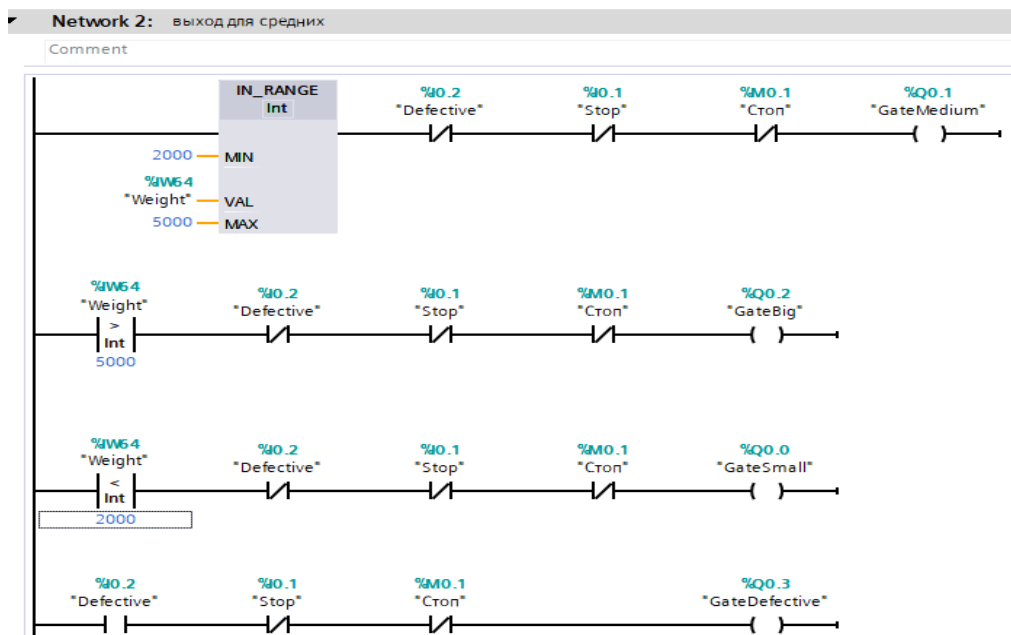 Network 2: выход для средних
Comment
IN_RANGE
Int
%I0.2
"Defective"
%I0.1
"Stop"
%M0.1
"Стоп"
%Q0.1
"GateMedium"
2000 MIN
%IW64
"Weight" VAL
5000 MAX
%IW64
"Weight"
>
Int
5000
%I0.2
"Defective"
%I0.1
"Stop"
%M0.1
"Стоп"
%Q0.2
"GateBig"
%IW64
"Weight"
<
Int
2000
%I0.2
"Defective"
%I0.1
"Stop"
%M0.1
"Стоп"
%Q0.0
"GateSmall"
%I0.2
"Defective"
%I0.1
"Stop"
%M0.1
"Стоп"
%Q0.3
"GateDefective"